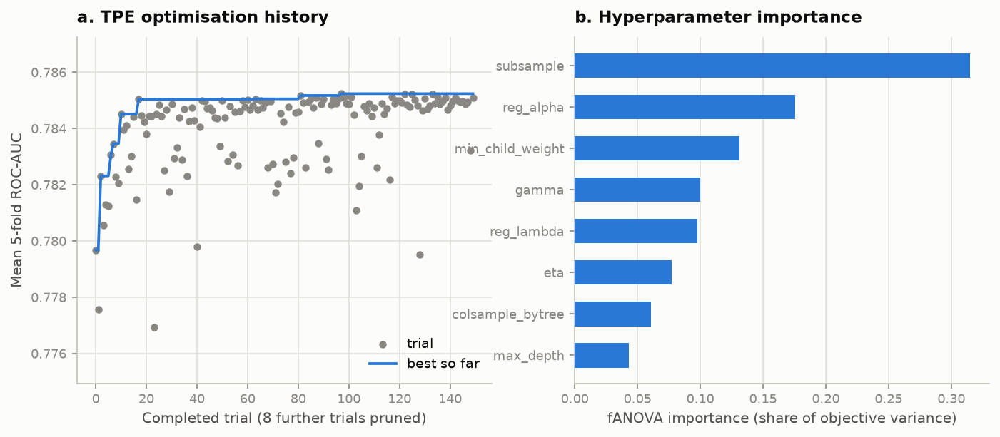 a. TPE optimisation history
Mean 5-fold ROC-AUC
0.786
0.784
0.782
0.780
0.778
0.776
trial
best so far
0 20 40 60 80 100 120 140
Completed trial (8 further trials pruned)
b. Hyperparameter importance
subsample
reg_alpha
min_child_weight
gamma
reg_lambda
eta
colsample_bytree
max_depth
0.00 0.05 0.10 0.15 0.20 0.25 0.30
fANOVA importance (share of objective variance)